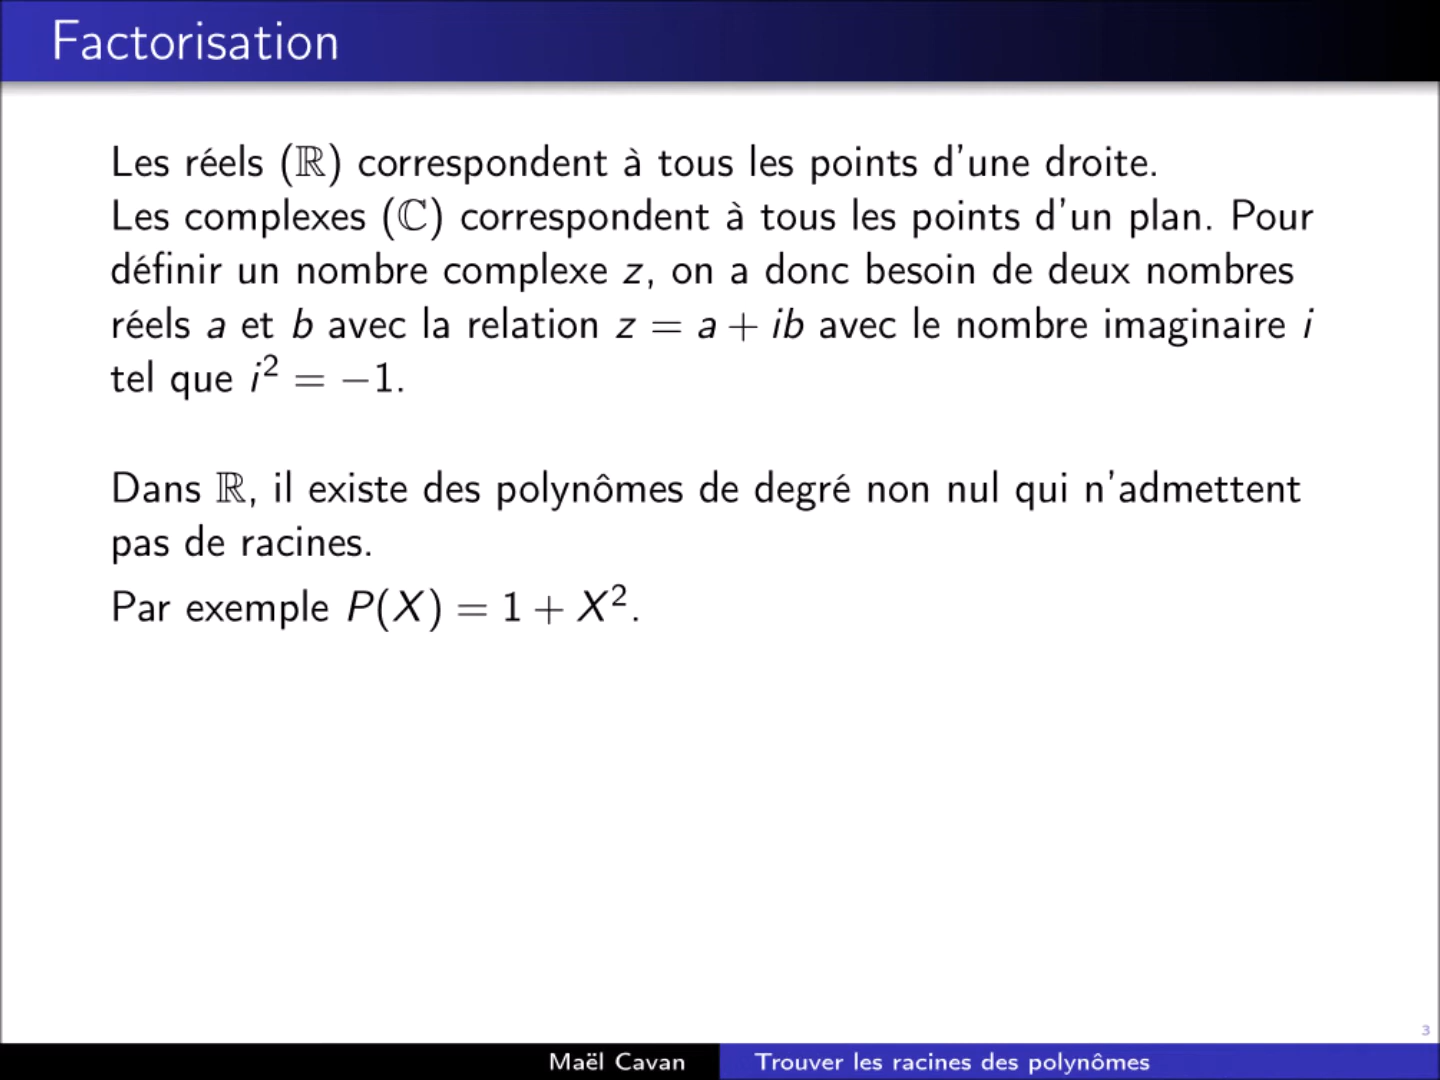 Factorisation
Les réels (ℝ) correspondent à tous les points d'une droite.
Les complexes (ℂ) correspondent à tous les points d'un plan. Pour
définir un nombre complexe z, on a donc besoin de deux nombres
réels a et b avec la relation z = a + ib avec le nombre imaginaire i
tel que i² = −1.
Dans ℝ, il existe des polynômes de degré non nul qui n'admettent
pas de racines.
Par exemple P(X) = 1 + X².
3
Maël Cavan
Trouver les racines des polynômes